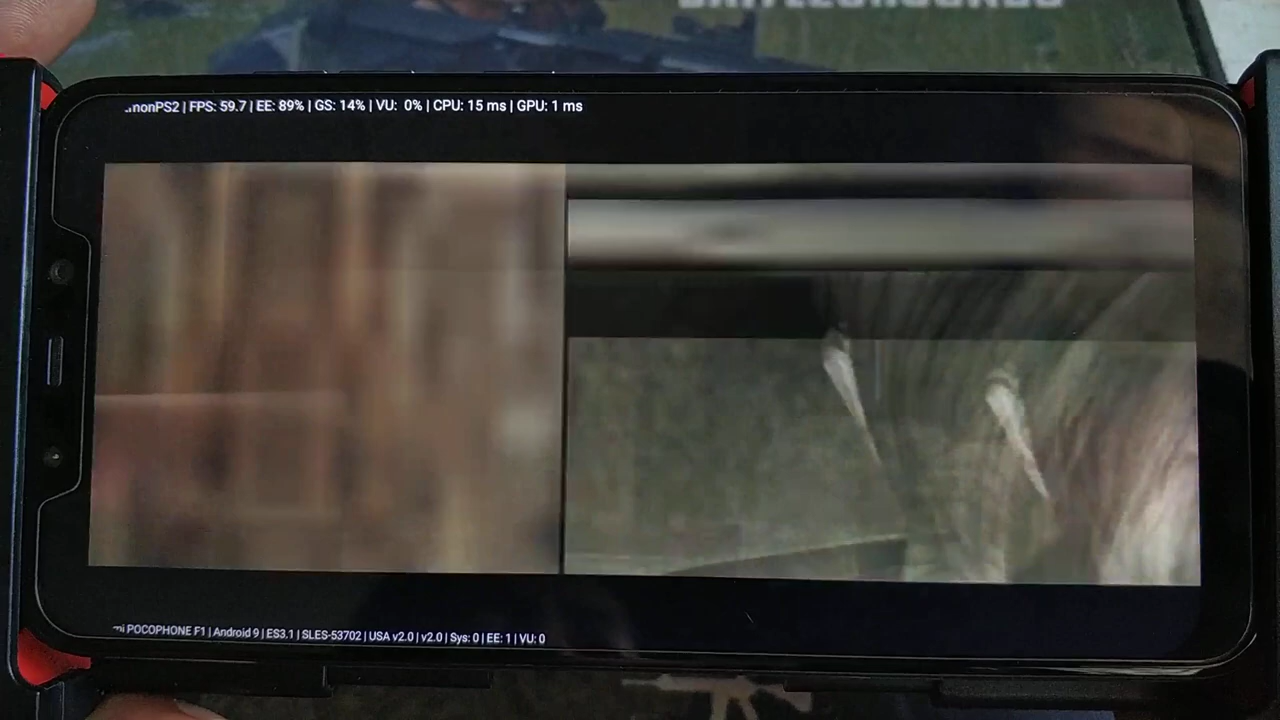 ...nonPS2 | FPS: 59.7 | EE: 89% | GS: 14% | VU: 0% | CPU: 15 ms | GPU: 1 ms
POCOPHONE F1 | Android 9 | ES3.1 | SLES-53702 | USA v2.0 | v2.0 | Sys: 0 | EE: 1 | VU: 0